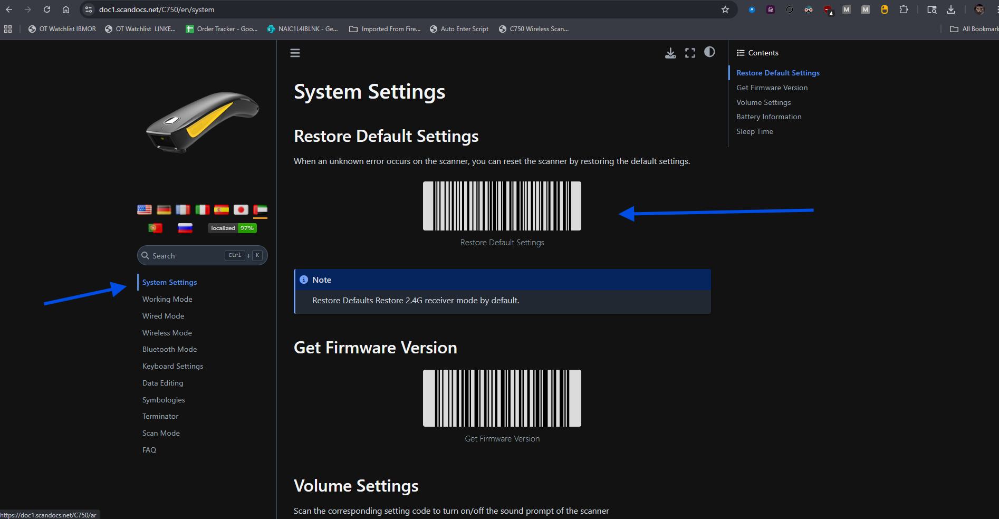 doc1.scandocs.net/C750/en/system
4
A
M
M
OT Watchlist IBMOR
OT Watchlist LINKE...
Order Tracker - Goo...
NAIC1L4IBLNK - Ge...
Imported From Fire...
Auto Enter Script
C750 Wireless Scan...
All Bookmark
localized 97%
Search Ctrl + K
System Settings
Working Mode
Wired Mode
Wireless Mode
Bluetooth Mode
Keyboard Settings
Data Editing
Symbologies
Terminator
Scan Mode
FAQ
System Settings
Restore Default Settings
When an unknown error occurs on the scanner, you can reset the scanner by restoring the default settings.
Restore Default Settings
Note
Restore Defaults Restore 2.4G receiver mode by default.
Get Firmware Version
Get Firmware Version
Volume Settings
Scan the corresponding setting code to turn on/off the sound prompt of the scanner
Contents
Restore Default Settings
Get Firmware Version
Volume Settings
Battery Information
Sleep Time
https://doc1.scandocs.net/C750/ar